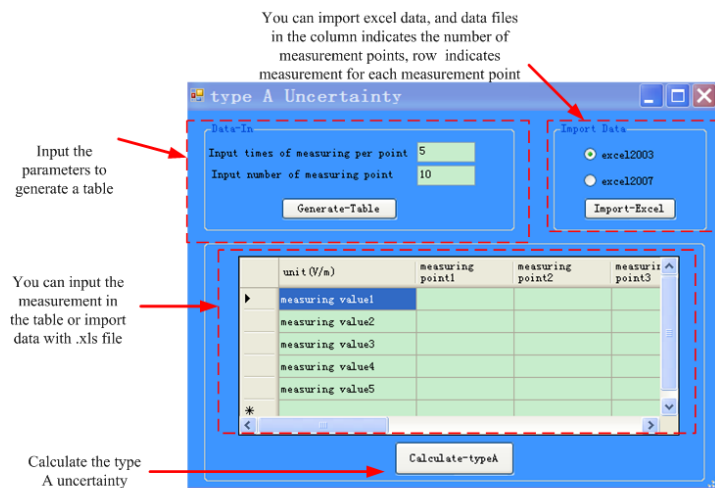 You can import excel data, and data files
in the column indicates the number of
measurement points, row indicates
measurement for each measurement point
type A Uncertainty
Data-In
Input times of measuring per point 5
Input number of measuring point 10
Generate-Table
Import Data
excel2003
excel2007
Import-Excel
Input the
parameters to
generate a table
unit(V/m) measuring point1 measuring point2 measurin point3
measuring value1
measuring value2
measuring value3
measuring value4
measuring value5
You can input the
measurement in
the table or import
data with .xls file
Calculate-typeA
Calculate the type
A uncertainty